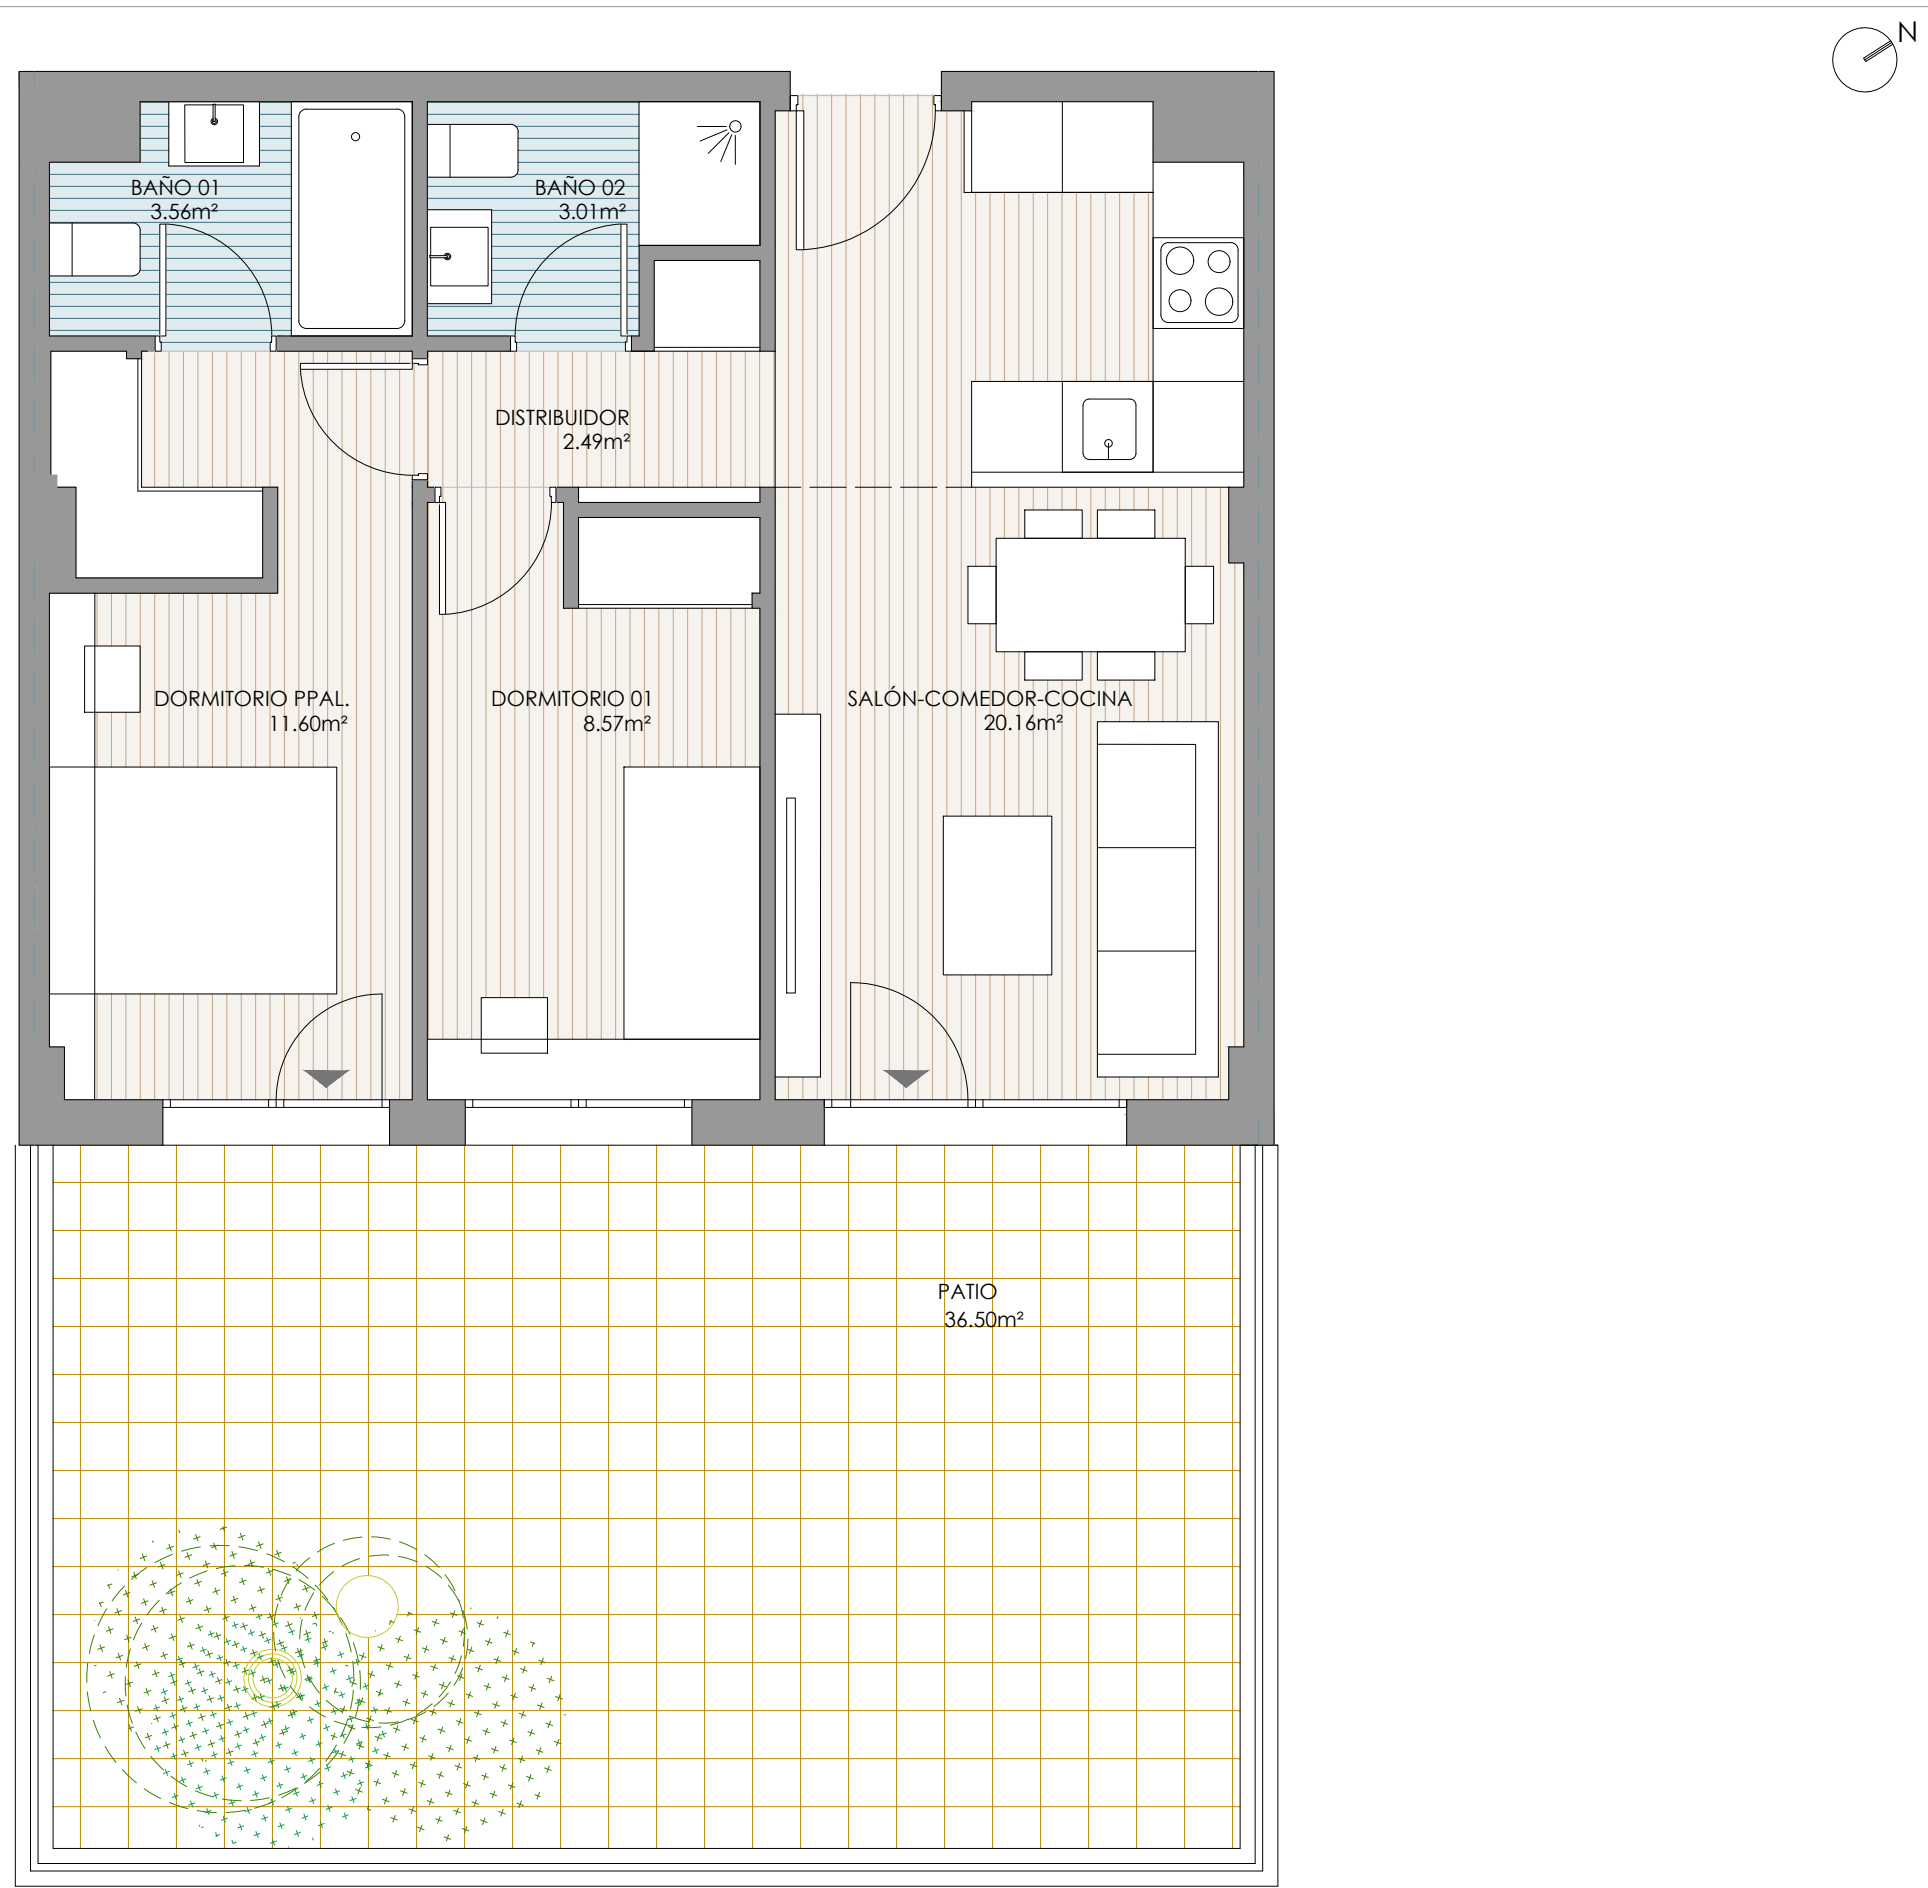 N
BAÑO 01
3.56m²
BAÑO 02
3.01m²
DISTRIBUIDOR
2.49m²
DORMITORIO PPAL.
11.60m²
DORMITORIO 01
8.57m²
SALÓN-COMEDOR-COCINA
20.16m²
PATIO
36.50m²